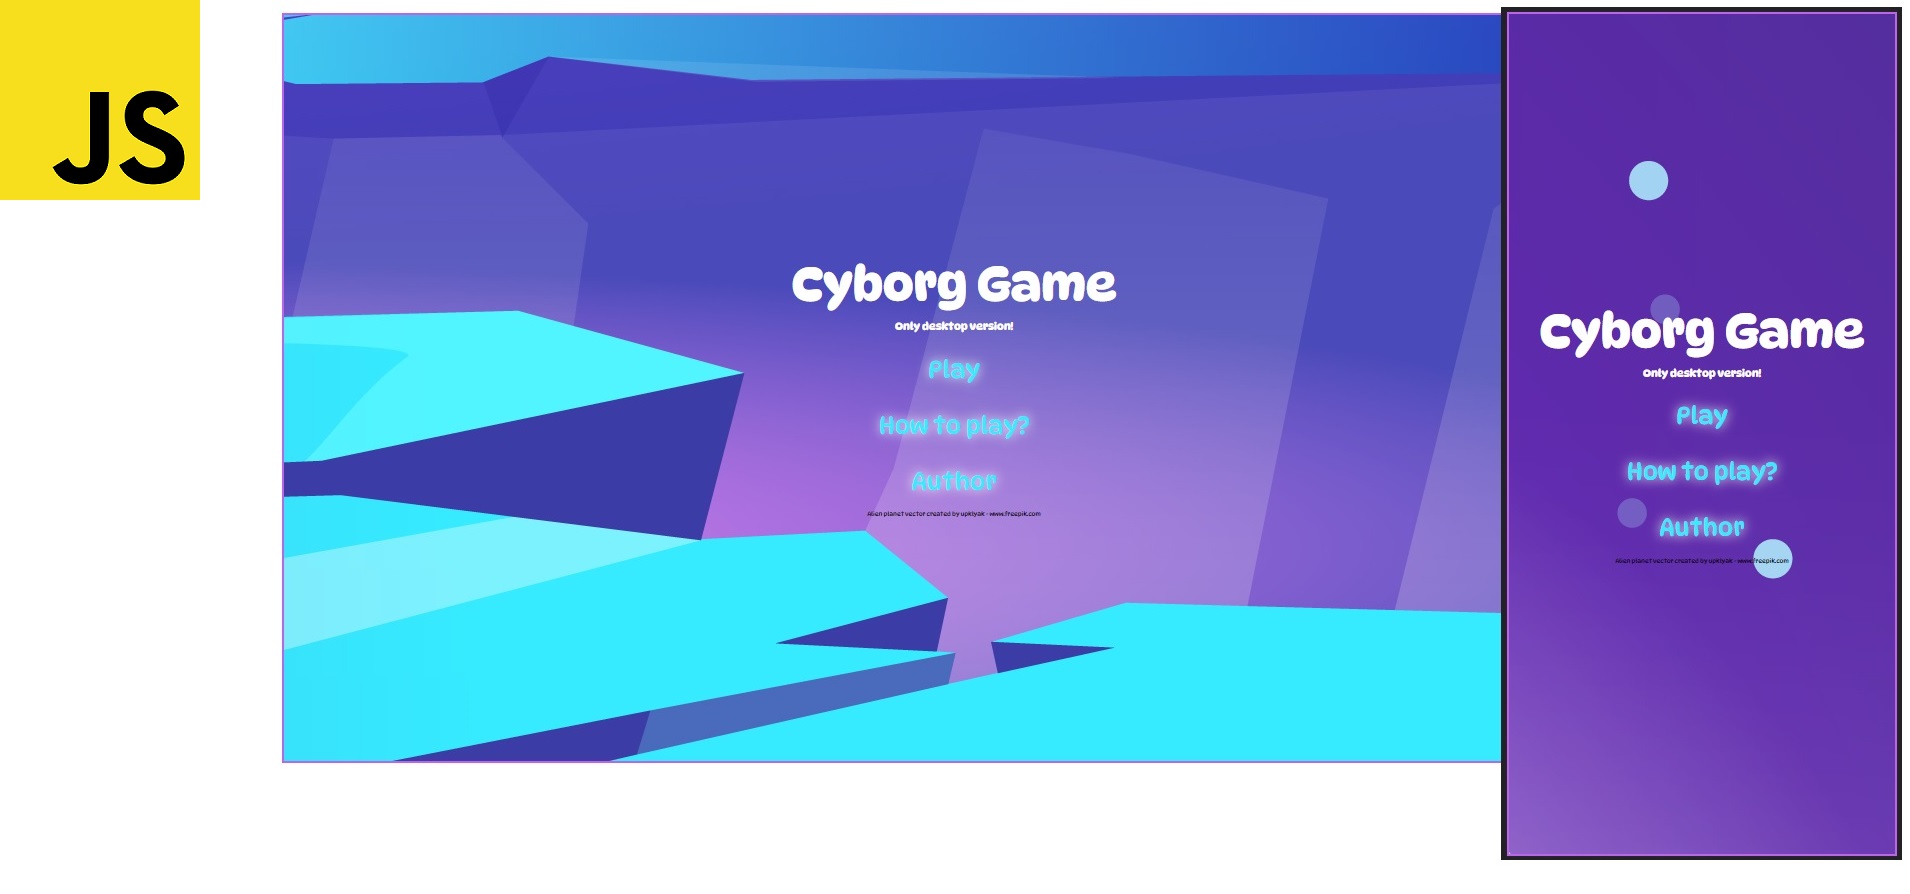 JS
Cyborg Game
Only desktop version!
Play
How to play?
Author
Alien planet vector created by upklyak - www.freepik.com
Cyborg Game
Only desktop version!
Play
How to play?
Author
Alien planet vector created by upklyak - www.freepik.com